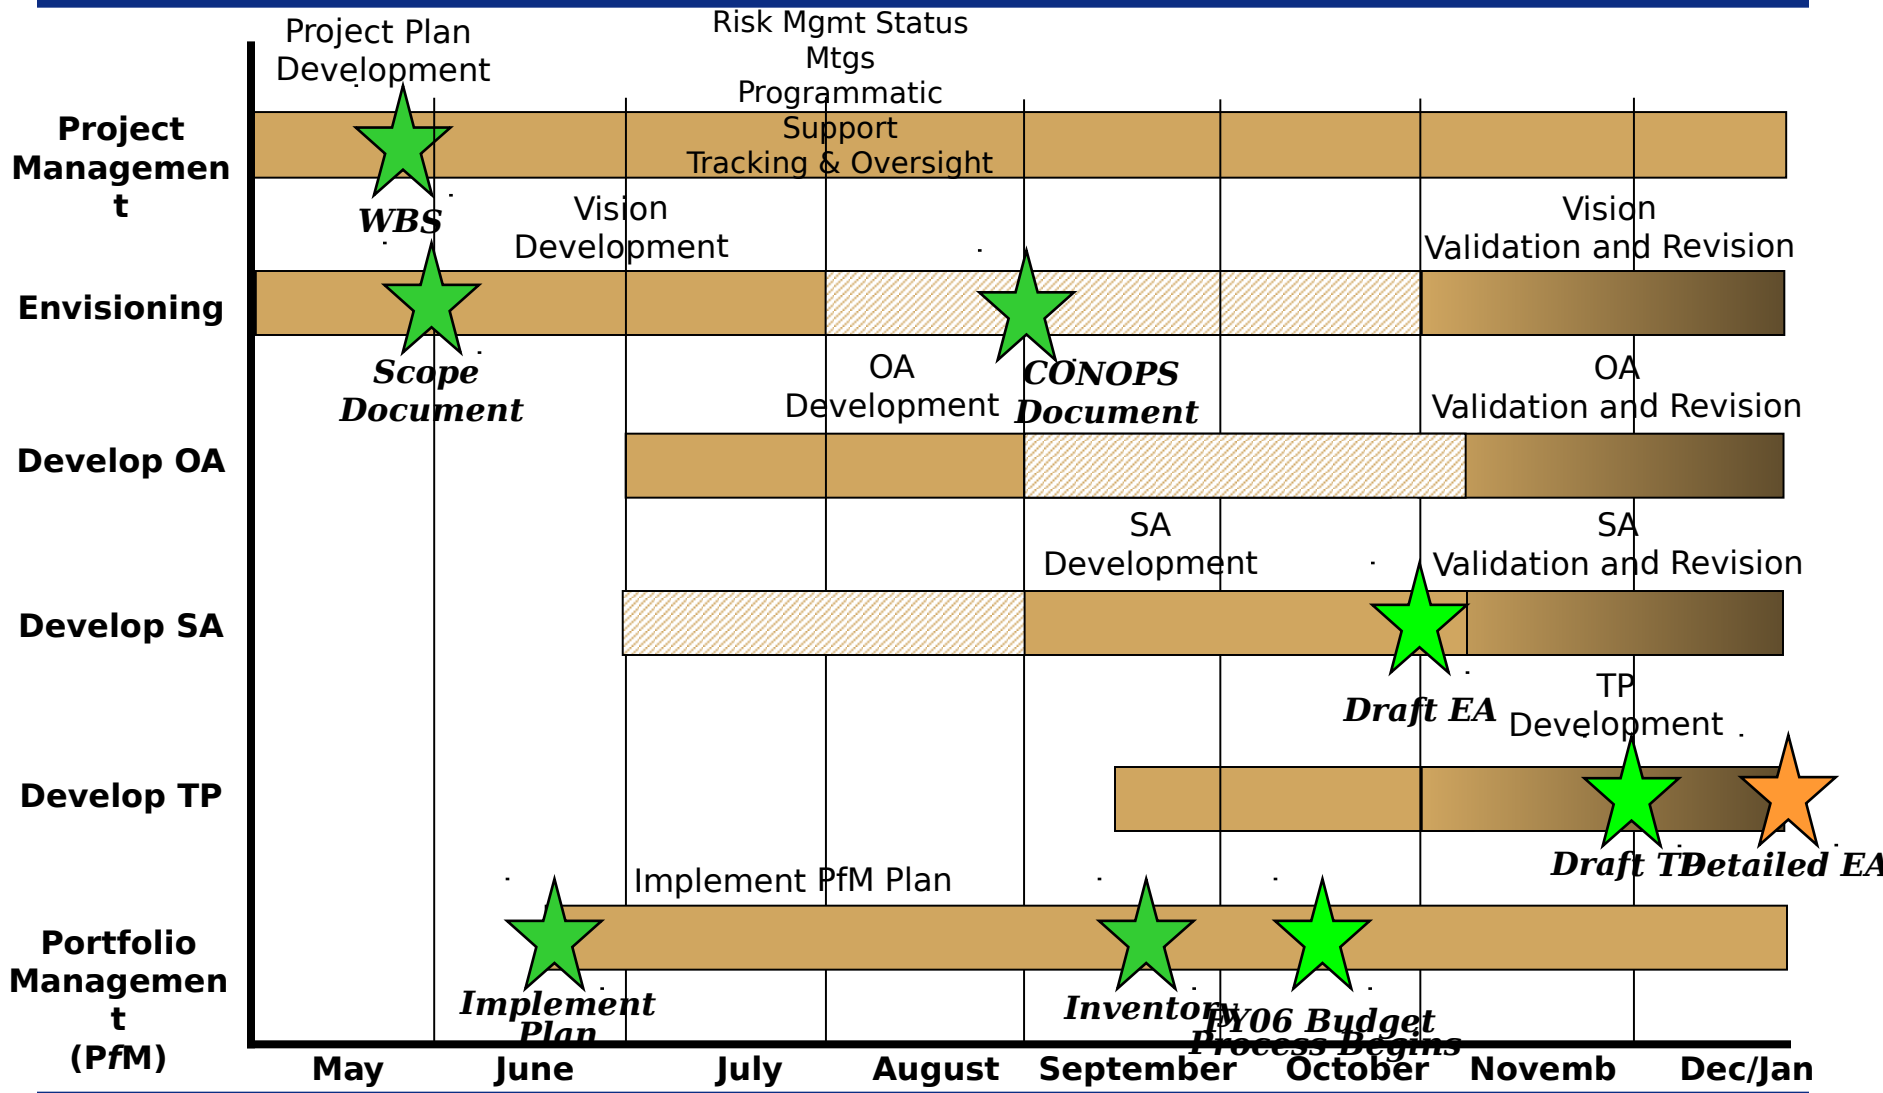 Project Plan
Development
Risk Mgmt Status
Mtgs
Programmatic
Support
Tracking & Oversight
Project
Managemen
t
WBS
Vision
Development
Vision
Validation and Revision
Envisioning
Scope
Document
OA
Development
CONOPS
Document
OA
Validation and Revision
Develop OA
SA
Development
SA
Validation and Revision
Develop SA
Draft EA
TP
Development
Develop TP
Draft TP
Detailed EA
Implement PfM Plan
Portfolio
Managemen
t
(PfM)
Implement
Plan
Inventory
FY06 Budget
Process Begins
May
June
July
August
September
October
Novemb
Dec/Jan